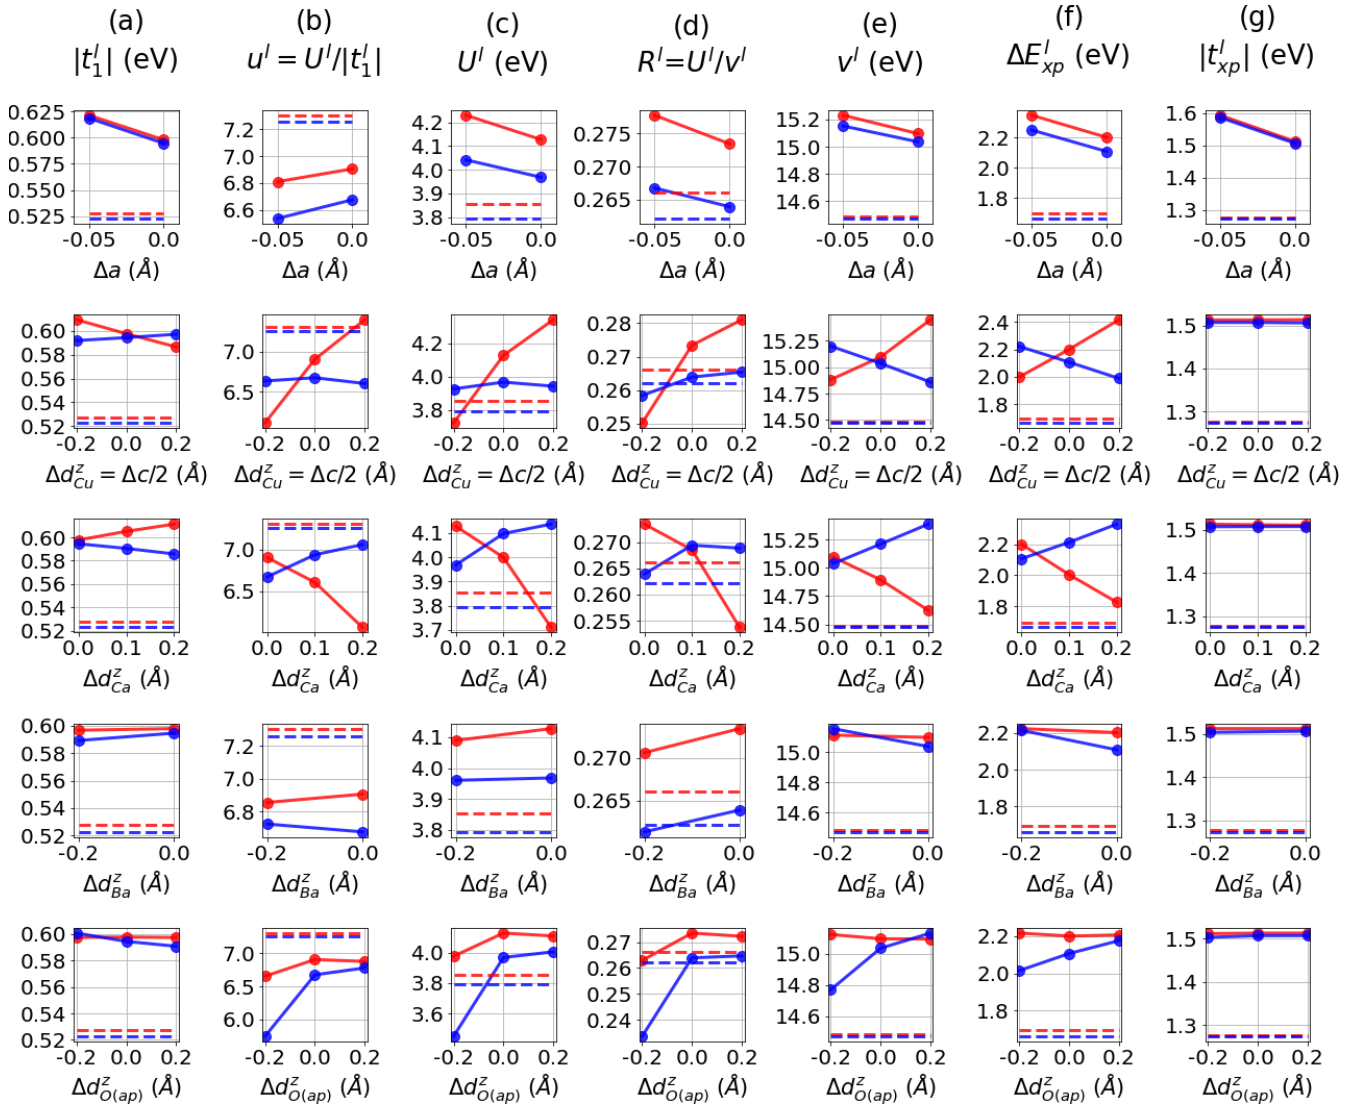 (a) (b) (c) (d) (e) (f) (g)
|t₁ˡ| (eV) uˡ = Uˡ/|t₁ˡ| Uˡ (eV) Rˡ=Uˡ/vˡ vˡ (eV) ΔEˡₓₚ (eV) |tˡₓₚ| (eV)
0.625 0.600 0.575 0.550 0.525 -0.05 0.0 Δa (Å)
7.2 7.0 6.8 6.6 -0.05 0.0 Δa (Å)
4.2 4.1 4.0 3.9 3.8 -0.05 0.0 Δa (Å)
0.275 0.270 0.265 -0.05 0.0 Δa (Å)
15.2 15.0 14.8 14.6 -0.05 0.0 Δa (Å)
2.2 2.0 1.8 -0.05 0.0 Δa (Å)
1.6 1.5 1.4 1.3 -0.05 0.0 Δa (Å)
0.60 0.58 0.56 0.54 0.52 -0.2 0.0 0.2 Δd^z_Cu = Δc/2 (Å)
7.0 6.5 -0.2 0.0 0.2 Δd^z_Cu = Δc/2 (Å)
4.2 4.0 3.8 -0.2 0.0 0.2 Δd^z_Cu = Δc/2 (Å)
0.28 0.27 0.26 0.25 -0.2 0.0 0.2 Δd^z_Cu = Δc/2 (Å)
15.25 15.00 14.75 14.50 -0.2 0.0 0.2 Δd^z_Cu = Δc/2 (Å)
2.4 2.2 2.0 1.8 -0.2 0.0 0.2 Δd^z_Cu = Δc/2 (Å)
1.5 1.4 1.3 -0.2 0.0 0.2 Δd^z_Cu = Δc/2 (Å)
0.60 0.58 0.56 0.54 0.52 0.0 0.1 0.2 Δd^z_Ca (Å)
7.0 6.5 0.0 0.1 0.2 Δd^z_Ca (Å)
4.1 4.0 3.9 3.8 3.7 0.0 0.1 0.2 Δd^z_Ca (Å)
0.270 0.265 0.260 0.255 0.0 0.1 0.2 Δd^z_Ca (Å)
15.25 15.00 14.75 14.50 0.0 0.1 0.2 Δd^z_Ca (Å)
2.2 2.0 1.8 0.0 0.1 0.2 Δd^z_Ca (Å)
1.5 1.4 1.3 0.0 0.1 0.2 Δd^z_Ca (Å)
0.60 0.58 0.56 0.54 0.52 -0.2 0.0 Δd^z_Ba (Å)
7.2 7.0 6.8 -0.2 0.0 Δd^z_Ba (Å)
4.1 4.0 3.9 3.8 -0.2 0.0 Δd^z_Ba (Å)
0.270 0.265 -0.2 0.0 Δd^z_Ba (Å)
15.0 14.8 14.6 -0.2 0.0 Δd^z_Ba (Å)
2.2 2.0 1.8 -0.2 0.0 Δd^z_Ba (Å)
1.5 1.4 1.3 -0.2 0.0 Δd^z_Ba (Å)
0.60 0.58 0.56 0.54 0.52 -0.2 0.0 0.2 Δd^z_O(ap) (Å)
7.0 6.5 6.0 -0.2 0.0 0.2 Δd^z_O(ap) (Å)
4.0 3.8 3.6 -0.2 0.0 0.2 Δd^z_O(ap) (Å)
0.27 0.26 0.25 0.24 -0.2 0.0 0.2 Δd^z_O(ap) (Å)
15.0 14.8 14.6 -0.2 0.0 0.2 Δd^z_O(ap) (Å)
2.2 2.0 1.8 -0.2 0.0 0.2 Δd^z_O(ap) (Å)
1.5 1.4 1.3 -0.2 0.0 0.2 Δd^z_O(ap) (Å)